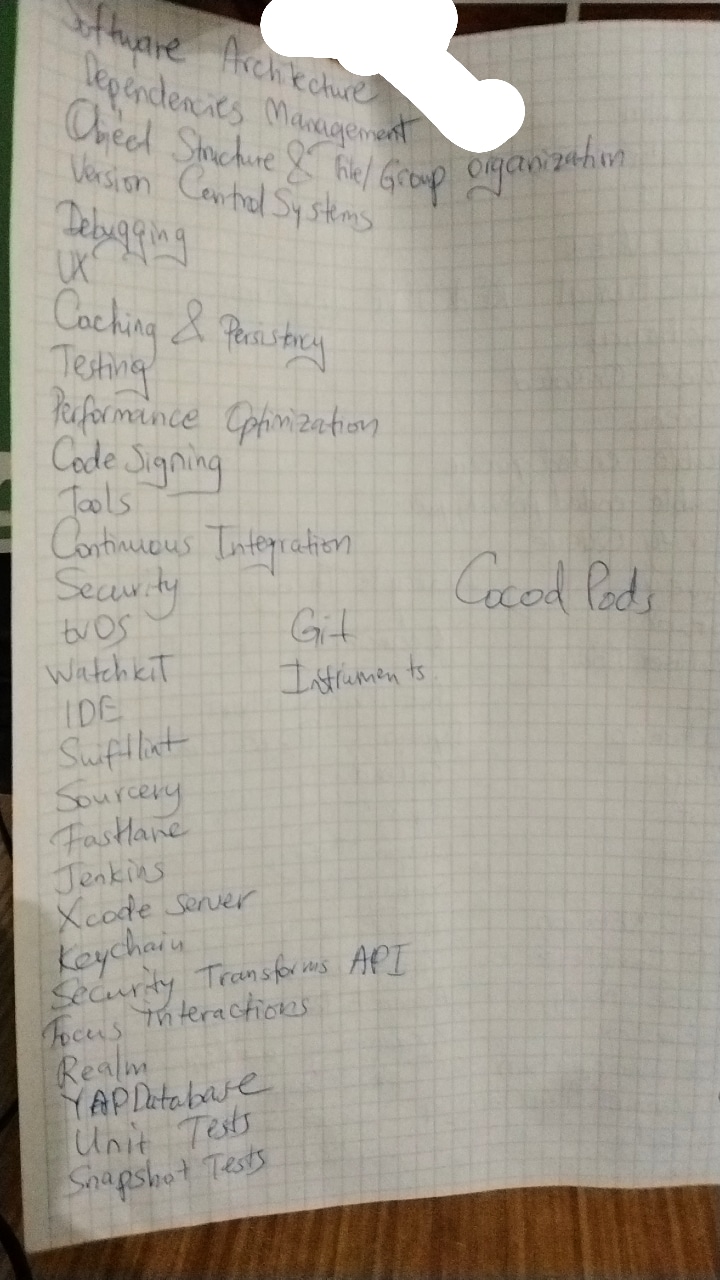 Software Architecture
Dependencies Management
Object Structure & File/Group organization
Version Control Systems
Debugging
UX
Caching & Persistency
Testing
Performance Optimization
Code Signing
Tools
Continuous Integration
Security
Cocod Pods
tvOS Git
Watchkit Instruments
IDE
Swiftlint
Sourcery
Fastlane
Jenkins
Xcode Server
Keychain
Security Transforms API
Focus Interactions
Realm
YAPDatabase
Unit Tests
Snapshot Tests